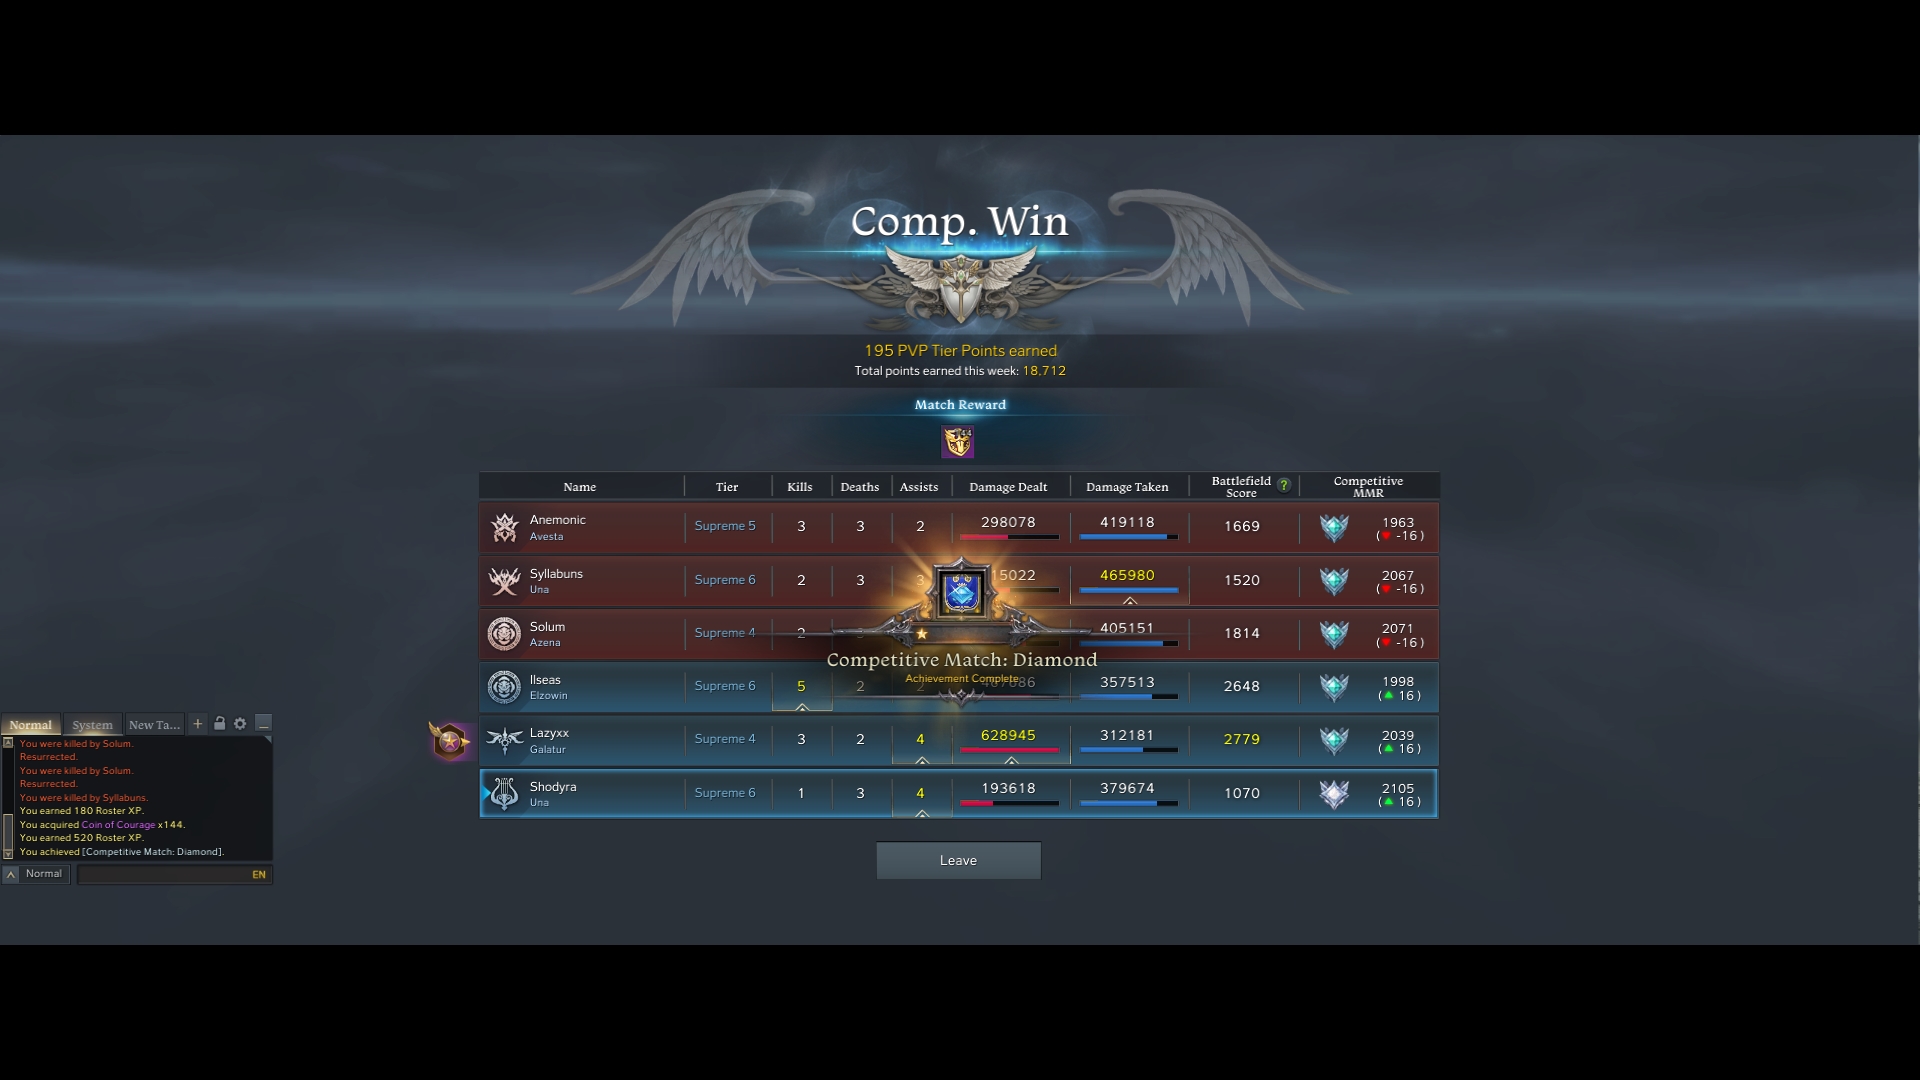 Comp. Win
195 PVP Tier Points earned
Total points earned this week: 18,712
Match Reward
144
Name Tier Kills Deaths Assists Damage Dealt Damage Taken Battlefield Score ? Competitive MMR
Anemonic Avesta Supreme 5 3 3 2 298078 419118 1669 1963 (-16)
Syllabuns Una Supreme 6 2 3 3 465980 1520 2067 (-16)
Solum Azena Supreme 4 2 405151 1814 2071 (-16)
Ilseas Elzowin Supreme 6 5 2 2 357513 2648 1998 (16)
Lazyxx Galatur Supreme 4 3 2 4 628945 312181 2779 2039 (16)
Shodyra Una Supreme 6 1 3 4 193618 379674 1070 2105 (16)
Competitive Match: Diamond
Achievement Complete
Leave
Normal System New Ta... +
You were killed by Solum.
Resurrected.
You were killed by Solum.
Resurrected.
You were killed by Syllabuns.
You earned 180 Roster XP.
You acquired Coin of Courage x144.
You earned 520 Roster XP.
You achieved [Competitive Match: Diamond].
Normal EN